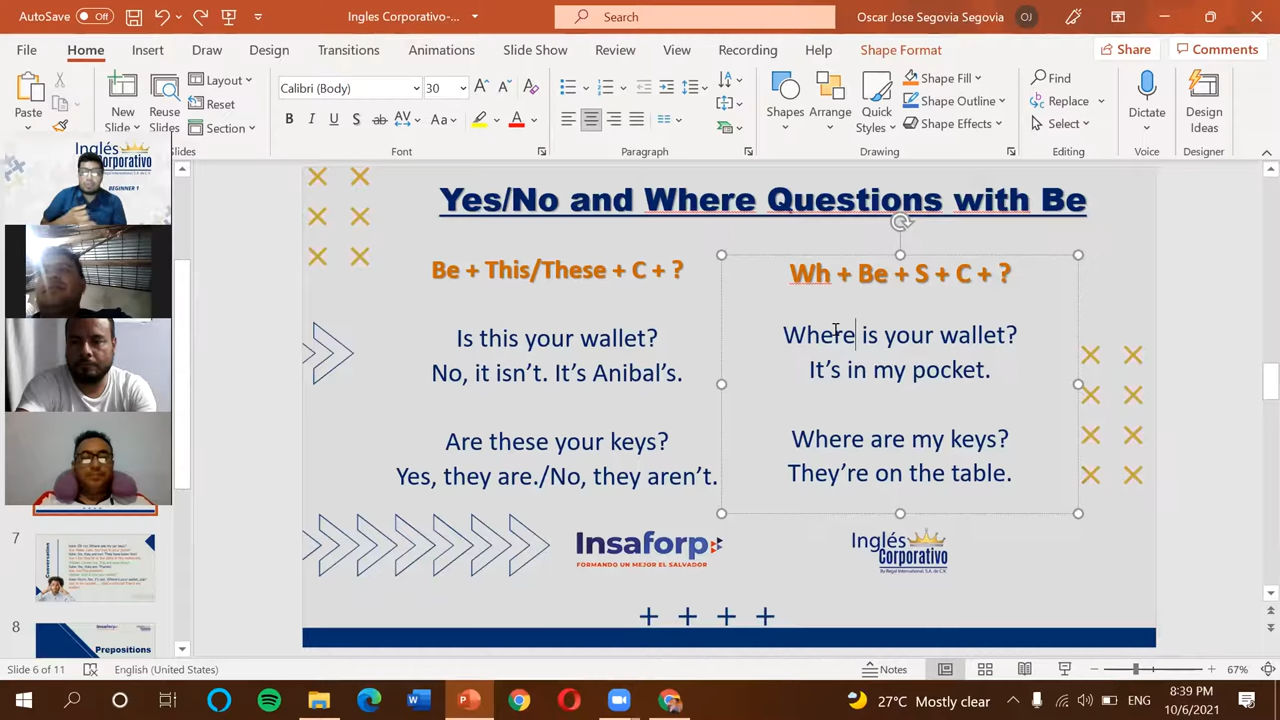 AutoSave Off
Ingles Corporativo-...
Search
Oscar Jose Segovia Segovia
OJ
File Home Insert Draw Design Transitions Animations Slide Show Review View Recording Help Shape Format
Share Comments
Paste
New Slide
Reuse Slides
Layout
Reset
Section
Slides
Calibri (Body) 30
Font
Paragraph
Shapes
Arrange
Quick Styles
Shape Fill
Shape Outline
Shape Effects
Drawing
Find
Replace
Select
Editing
Dictate
Voice
Design Ideas
Designer
Inglés
Corporativo
BEGINNER 1
Yes/No and Where Questions with Be
Be + This/These + C + ?
Is this your wallet?
No, it isn't. It's Anibal's.
Are these your keys?
Yes, they are./No, they aren't.
Wh - Be + S + C + ?
Where is your wallet?
It's in my pocket.
Where are my keys?
They're on the table.
Insaforp
FORMANDO UN MEJOR EL SALVADOR
Inglés
Corporativo
By Regal International, S.A. de C.V.
7
Conversation
8
Prepositions
Slide 6 of 11
English (United States)
Notes
67%
27°C Mostly clear
ENG
8:39 PM
10/6/2021